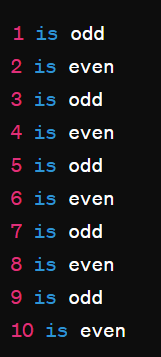 1 is odd
2 is even
3 is odd
4 is even
5 is odd
6 is even
7 is odd
8 is even
9 is odd
10 is even